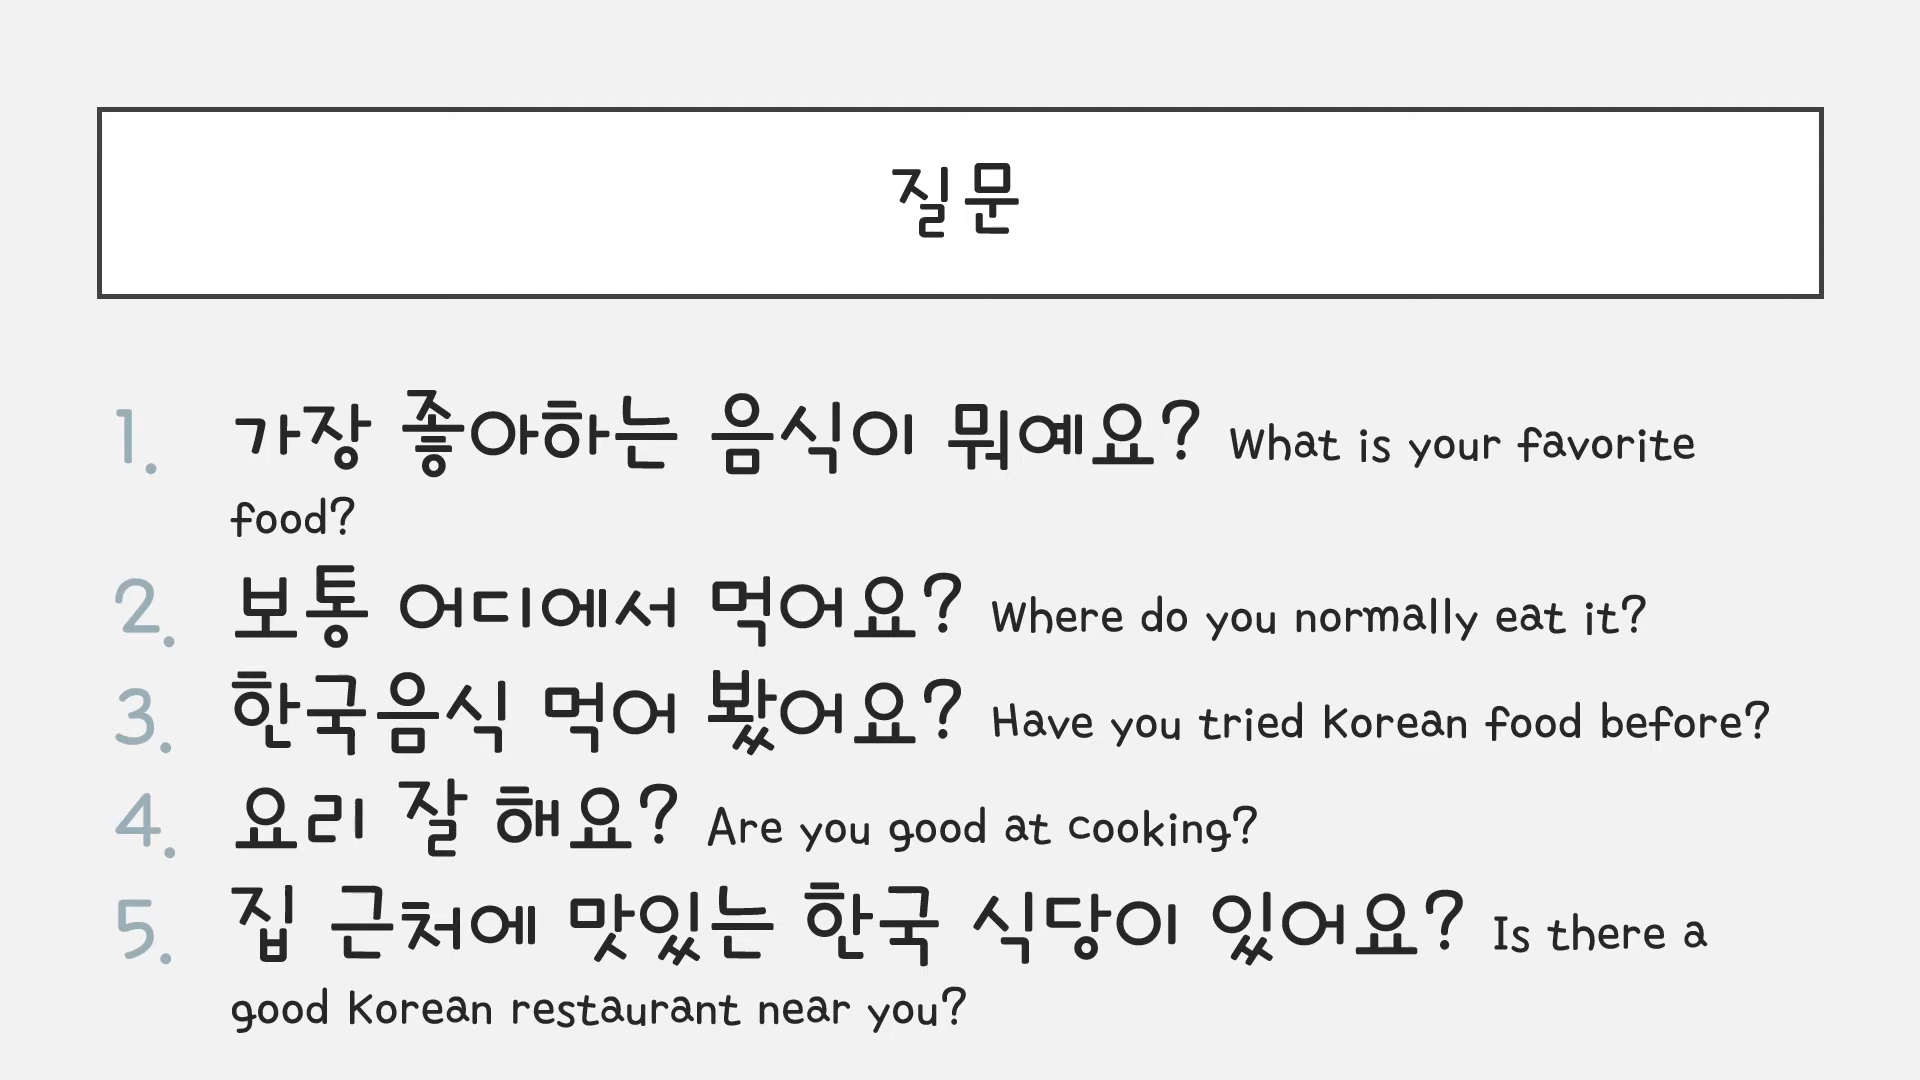 질문
1. 가장 좋아하는 음식이 뭐예요? What is your favorite
food?
2. 보통 어디에서 먹어요? Where do you normally eat it?
3. 한국음식 먹어 봤어요? Have you tried Korean food before?
4. 요리 잘 해요? Are you good at cooking?
5. 집 근처에 맛있는 한국 식당이 있어요? Is there a
good Korean restaurant near you?